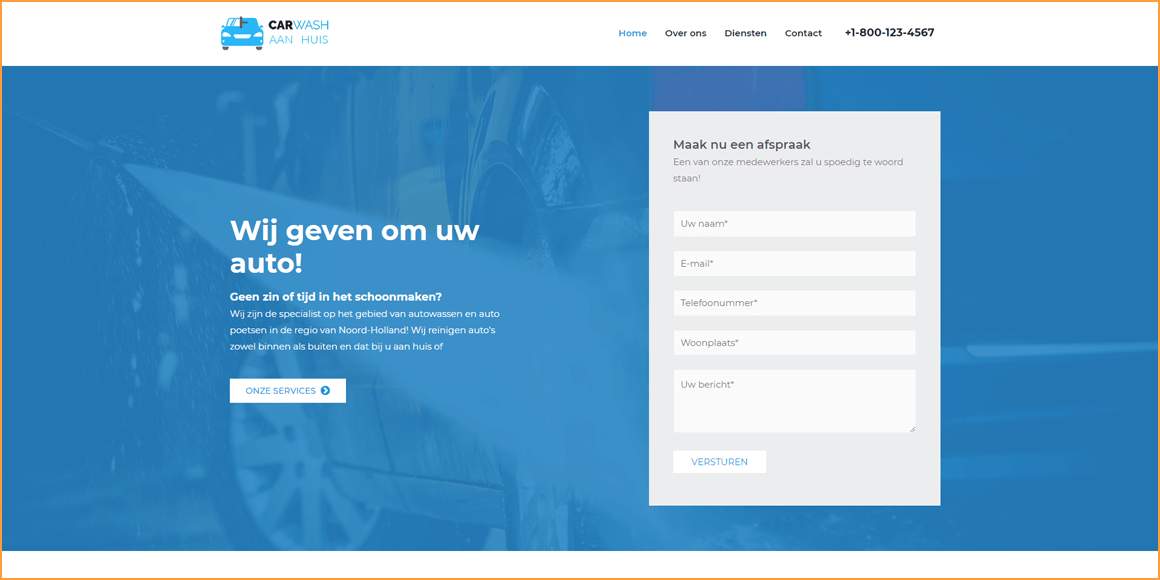 CARWASH
AAN HUIS
Home
Over ons
Diensten
Contact
+1-800-123-4567
Wij geven om uw
auto!
Geen zin of tijd in het schoonmaken?
Wij zijn de specialist op het gebied van autowassen en auto
poetsen in de regio van Noord-Holland! Wij reinigen auto's
zowel binnen als buiten en dat bij u aan huis of
ONZE SERVICES
Maak nu een afspraak
Een van onze medewerkers zal u spoedig te woord
staan!
Uw naam*
E-mail*
Telefoonnummer*
Woonplaats*
Uw bericht*
VERSTUREN